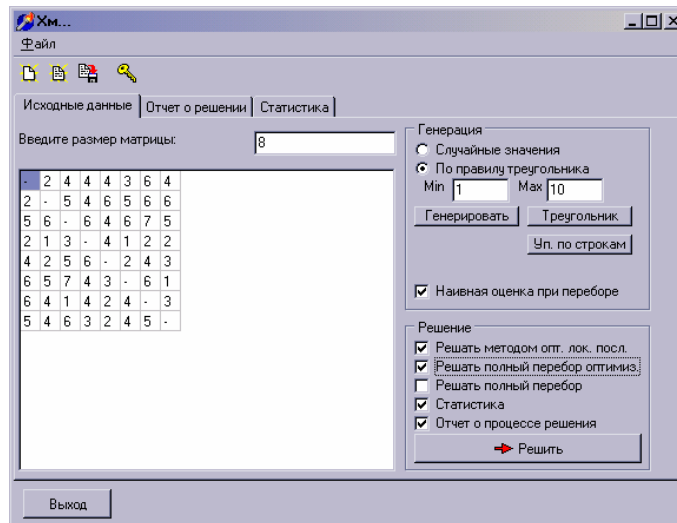 Хм...
Файл
Исходные данные Отчет о решении Статистика
Введите размер матрицы: 8
- 2 4 4 4 3 6 4
2 - 5 4 6 5 6 6
5 6 - 6 4 6 7 5
2 1 3 - 4 1 2 2
4 2 5 6 - 2 4 3
6 5 7 4 3 - 6 1
6 4 1 4 2 4 - 3
5 4 6 3 2 4 5 -
Генерация
Случайные значения
По правилу треугольника
Min 1 Max 10
Генерировать Треугольник
Уп. по строкам
Наивная оценка при переборе
Решение
Решать методом опт. лок. посл.
Решать полный перебор оптимиз.
Решать полный перебор
Статистика
Отчет о процессе решения
Решить
Выход